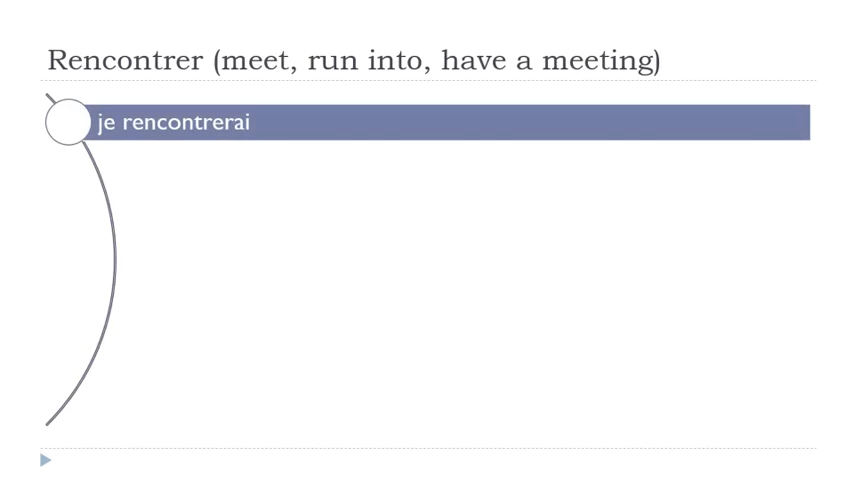 Rencontrer (meet, run into, have a meeting)
je rencontrerai